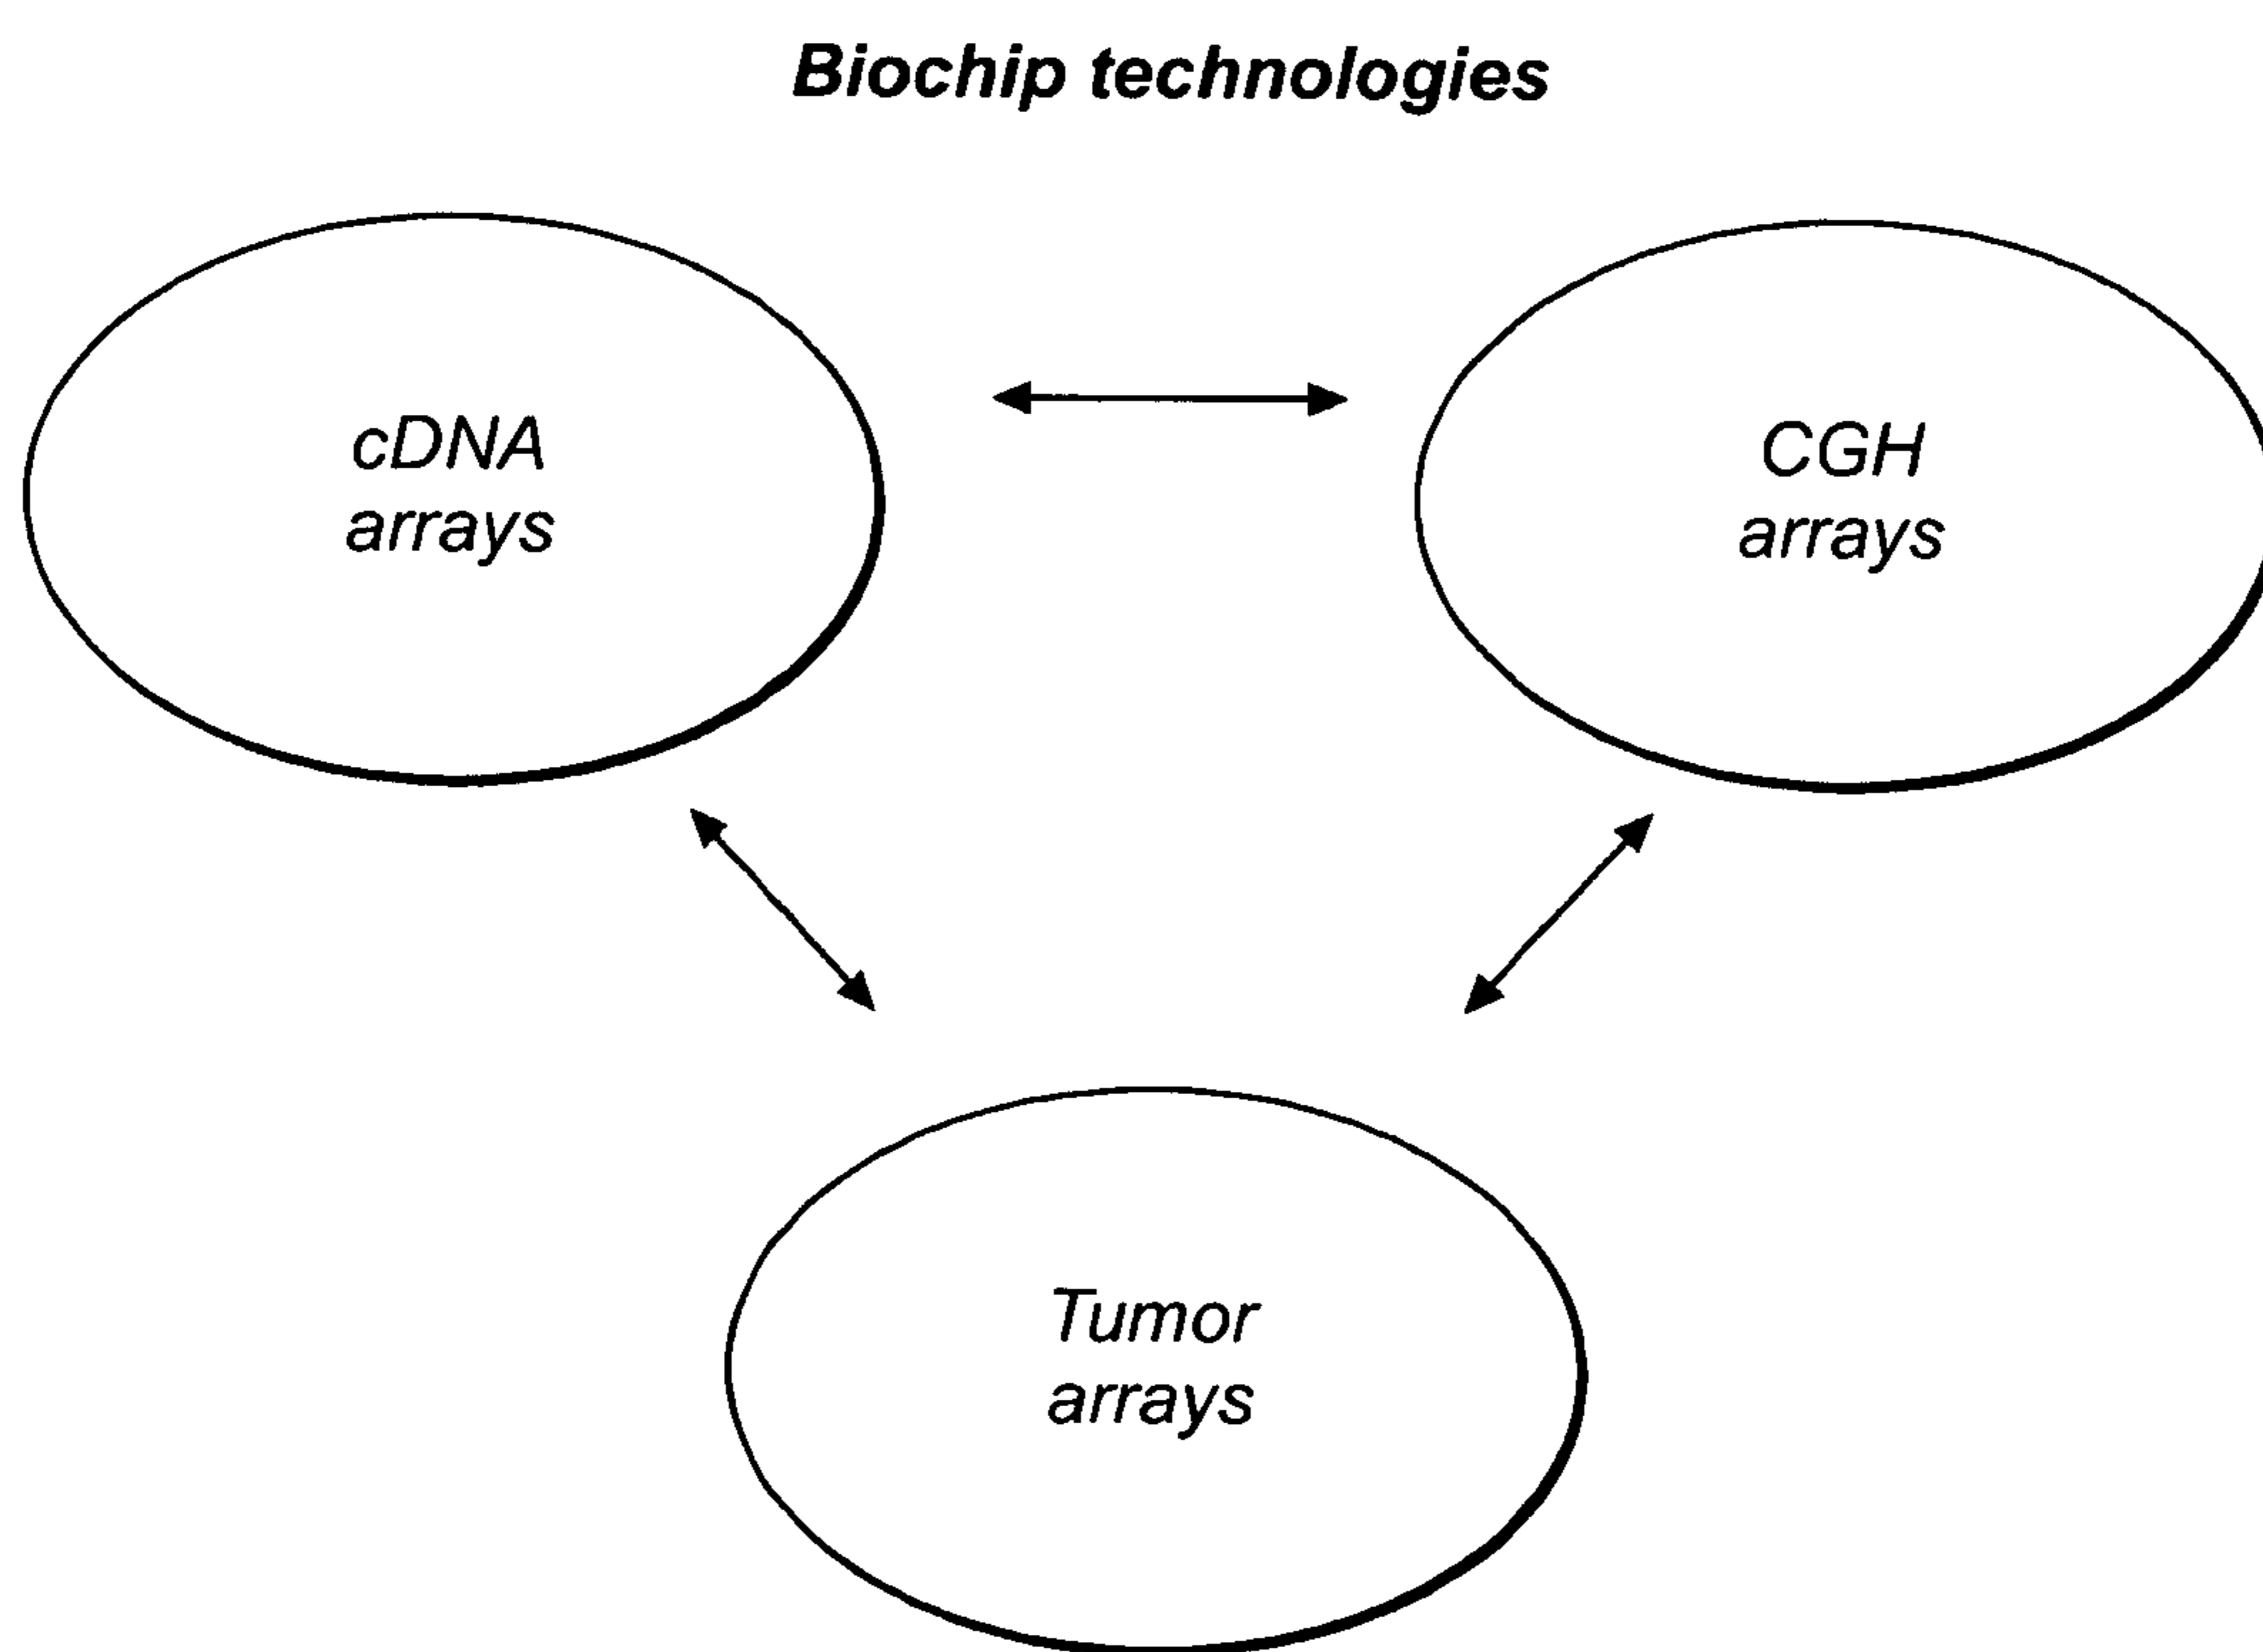 Biochip technologies
cDNA
arrays
CGH
arrays
Tumor
arrays